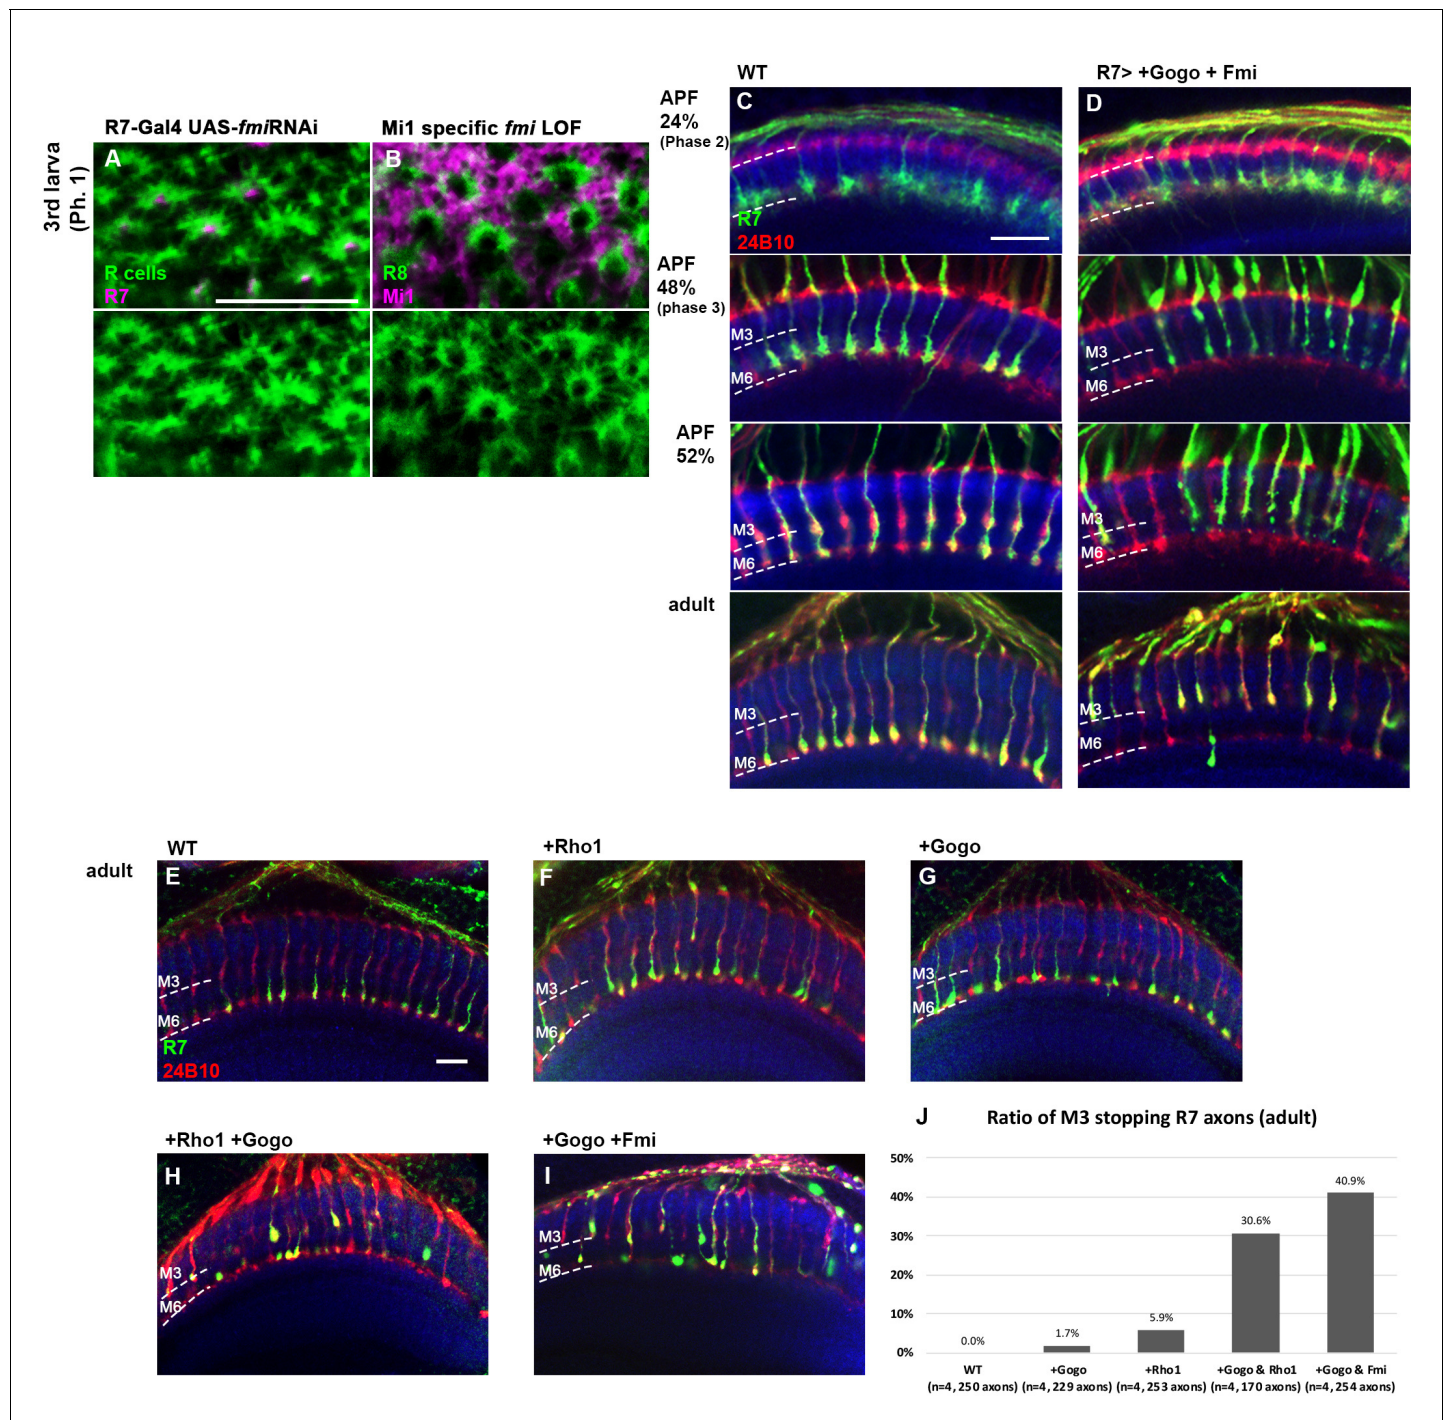 R7-Gal4 UAS-fmiRNAi
Mi1 specific fmi LOF
3rd larva
(Ph. 1)
A
R cells
R7
B
R8
Mi1
WT
R7> +Gogo + Fmi
APF
24%
(Phase 2)
C
R7
24B10
D
APF
48%
(phase 3)
M3
M6
M3
M6
APF
52%
M3
M6
M3
M6
adult
M3
M6
M3
M6
WT
+Rho1
+Gogo
adult
E
M3
M6
R7
24B10
F
M3
M6
G
M3
M6
+Rho1 +Gogo
+Gogo +Fmi
H
M3
M6
I
M3
M6
J
Ratio of M3 stopping R7 axons (adult)
50%
40%
30%
20%
10%
0%
0.0%
1.7%
5.9%
30.6%
40.9%
WT
(n=4, 250 axons)
+Gogo
(n=4, 229 axons)
+Rho1
(n=4, 253 axons)
+Gogo & Rho1
(n=4, 170 axons)
+Gogo & Fmi
(n=4, 254 axons)